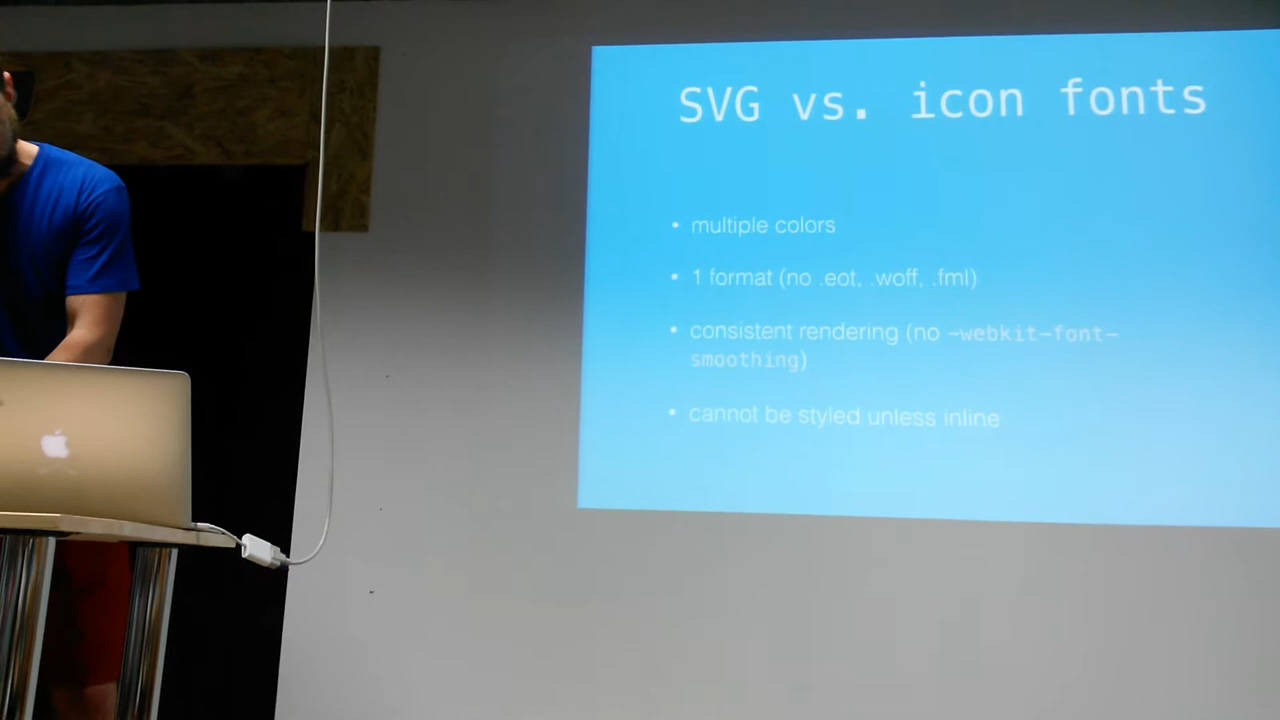 SVG vs. icon fonts
• multiple colors
• 1 format (no .eot, .woff, .fml)
• consistent rendering (no -webkit-font-
smoothing)
• cannot be styled unless inline